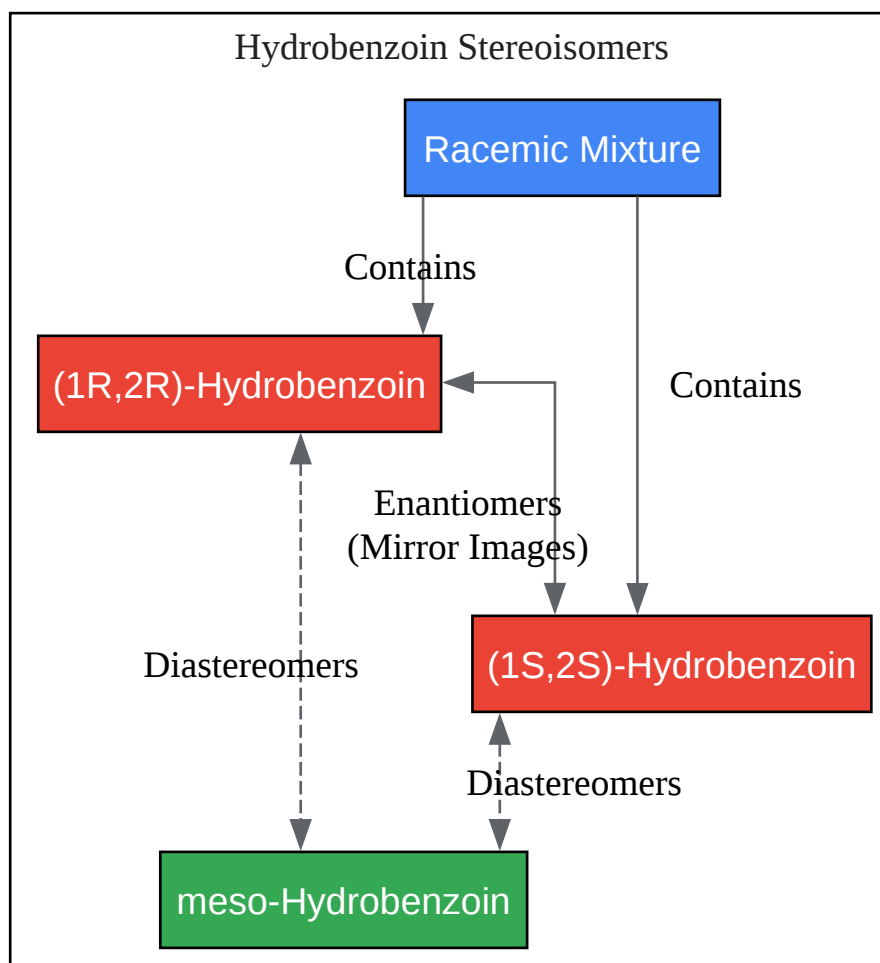 Hydrobenzoin Stereoisomers
Racemic Mixture
Contains
(1R,2R)-Hydrobenzoin
Contains
Enantiomers
(Mirror Images)
Diastereomers
(1S,2S)-Hydrobenzoin
Diastereomers
meso-Hydrobenzoin